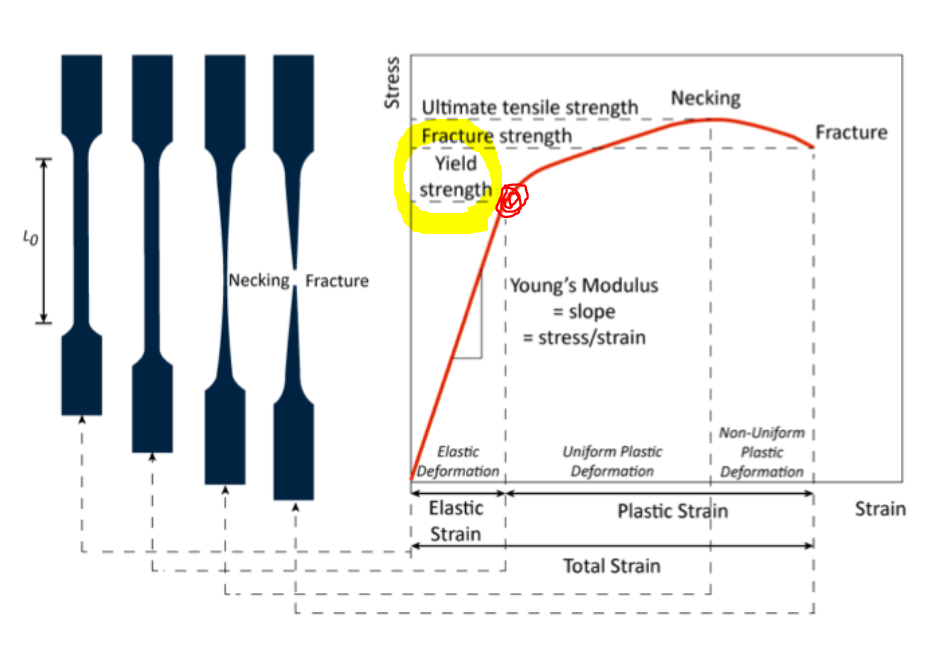 Stress
Ultimate tensile strength
Necking
Fracture strength
Fracture
Yield
strength
L0
Necking
Fracture
Young's Modulus
= slope
= stress/strain
Elastic
Deformation
Uniform Plastic
Deformation
Non-Uniform
Plastic
Deformation
Elastic
Strain
Plastic Strain
Strain
Total Strain